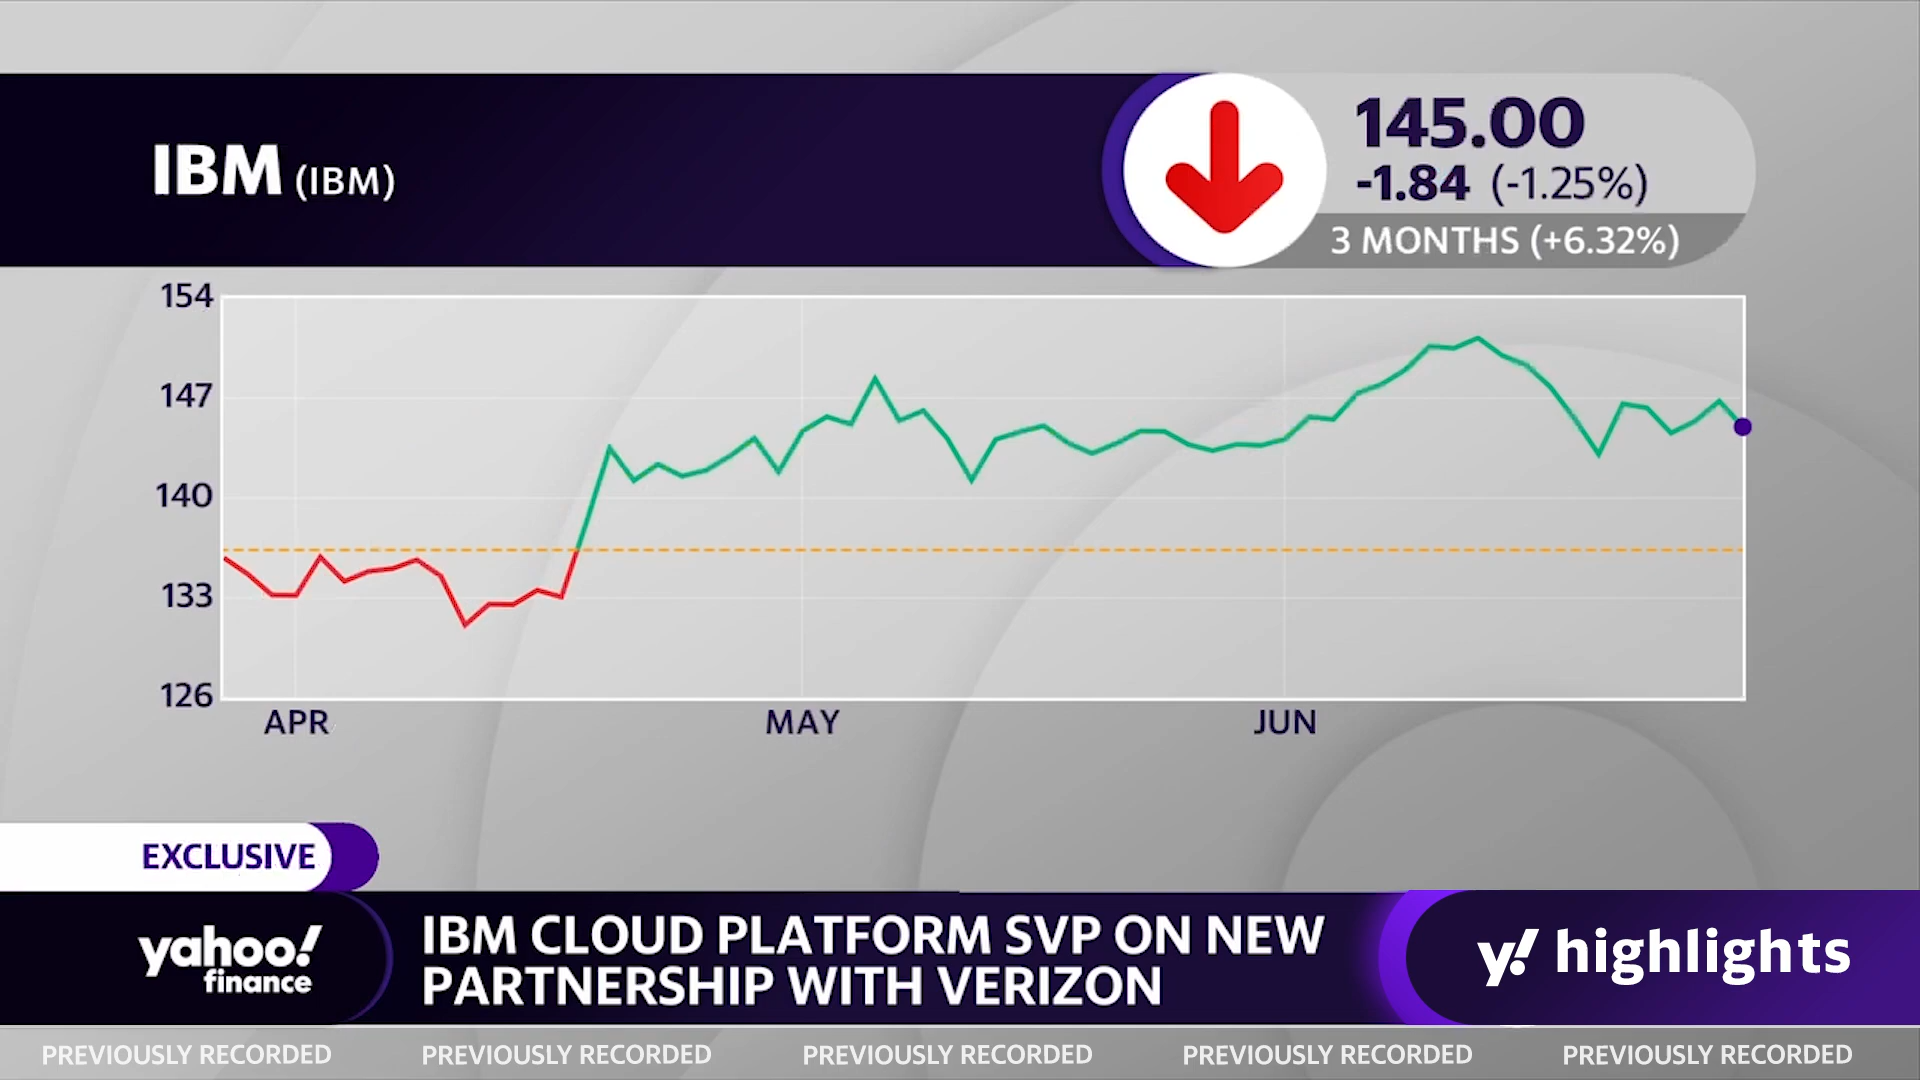 IBM (IBM)
145.00
-1.84 (-1.25%)
3 MONTHS (+6.32%)
154
147
140
133
126
APR MAY JUN
EXCLUSIVE
yahoo!
finance
IBM CLOUD PLATFORM SVP ON NEW
PARTNERSHIP WITH VERIZON
y! highlights
PREVIOUSLY RECORDED PREVIOUSLY RECORDED PREVIOUSLY RECORDED PREVIOUSLY RECORDED PREVIOUSLY RECORDED